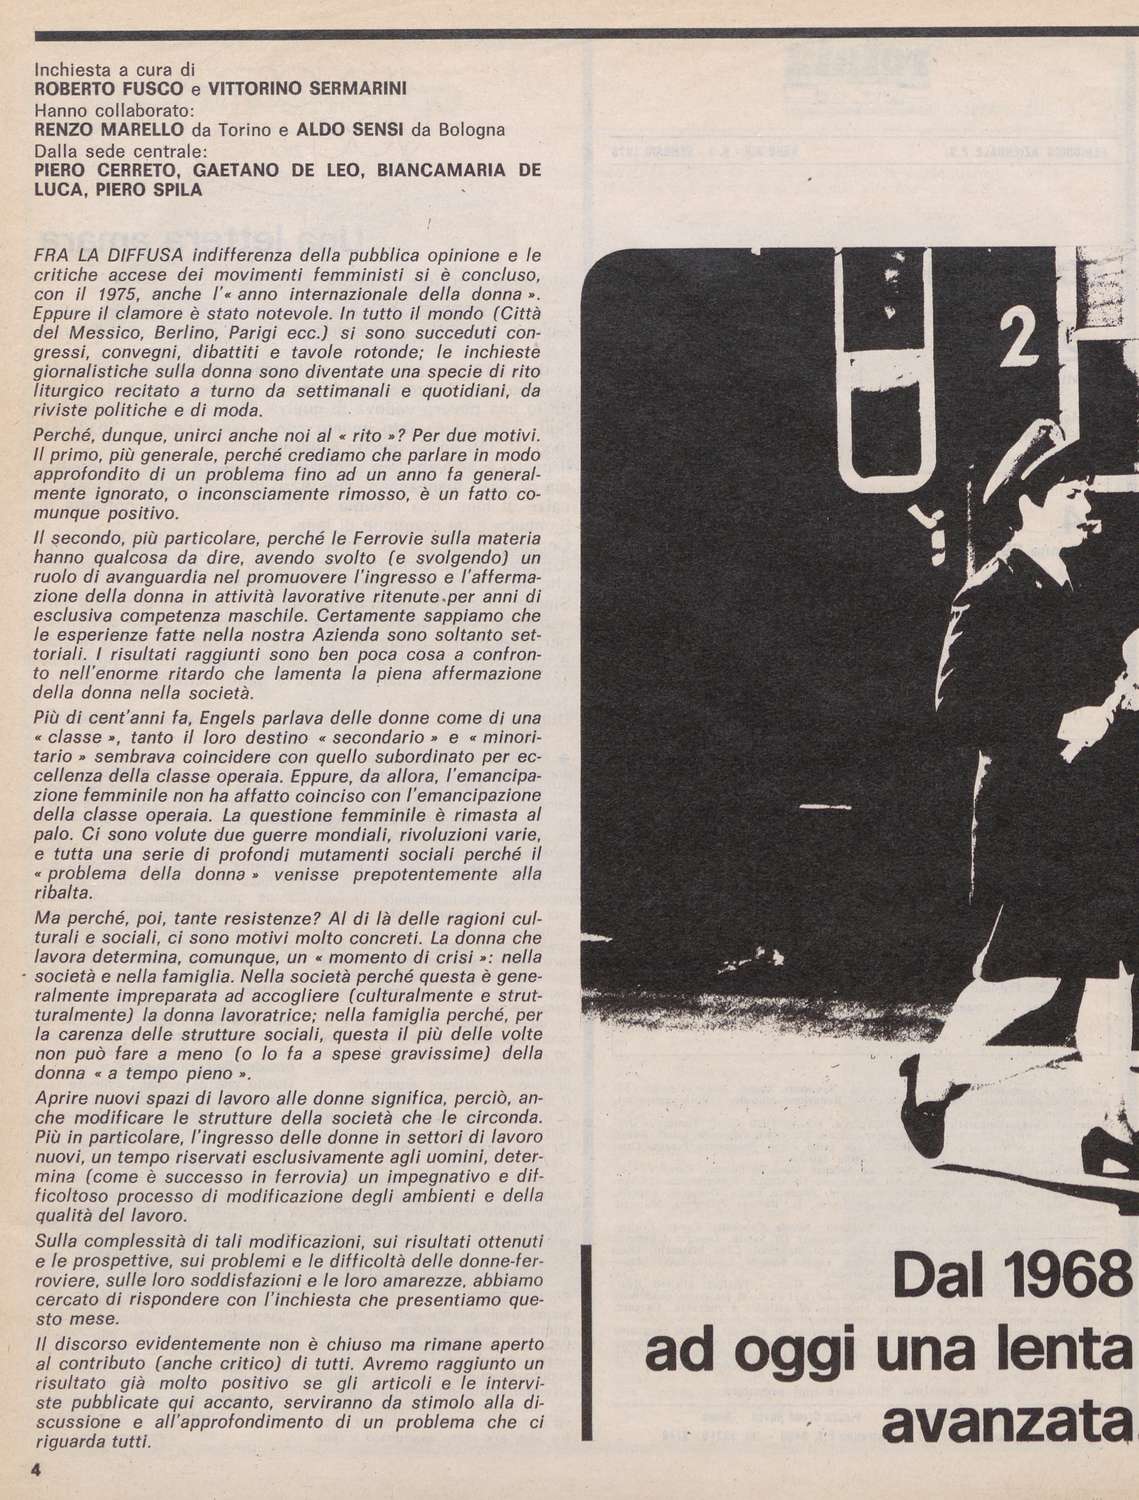 Inchiesta a cura di
ROBERTO FUSCO e VITTORINO SERMARINI
Hanno collaborato:
RENZO MARELLO da Torino e ALDO SENSI da Bologna
Dalla sede centrale:
PIERO CERRETO, GAETANO DE LEO, BIANCAMARIA DE
LUCA, PIERO SPILA
FRA LA DIFFUSA indifferenza della pubblica opinione e le
critiche accese dei movimenti femministi si è concluso,
con il 1975, anche l'« anno internazionale della donna ».
Eppure il clamore è stato notevole. In tutto il mondo (Città
del Messico, Berlino, Parigi ecc.) si sono succeduti con-
gressi, convegni, dibattiti e tavole rotonde; le inchieste
giornalistiche sulla donna sono diventate una specie di rito
liturgico recitato a turno da settimanali e quotidiani, da
riviste politiche e di moda.
Perché, dunque, unirci anche noi al « rito »? Per due motivi.
Il primo, più generale, perché crediamo che parlare in modo
approfondito di un problema fino ad un anno fa general-
mente ignorato, o inconsciamente rimosso, è un fatto co-
munque positivo.
Il secondo, più particolare, perché le Ferrovie sulla materia
hanno qualcosa da dire, avendo svolto (e svolgendo) un
ruolo di avanguardia nel promuovere l'ingresso e l'afferma-
zione della donna in attività lavorative ritenute per anni di
esclusiva competenza maschile. Certamente sappiamo che
le esperienze fatte nella nostra Azienda sono soltanto set-
toriali. I risultati raggiunti sono ben poca cosa a confron-
to nell'enorme ritardo che lamenta la piena affermazione
della donna nella società.
Più di cent'anni fa, Engels parlava delle donne come di una
« classe », tanto il loro destino « secondario » e « minori-
tario » sembrava coincidere con quello subordinato per ec-
cellenza della classe operaia. Eppure, da allora, l'emancipa-
zione femminile non ha affatto coinciso con l'emancipazione
della classe operaia. La questione femminile è rimasta al
palo. Ci sono volute due guerre mondiali, rivoluzioni varie,
e tutta una serie di profondi mutamenti sociali perché il
« problema della donna » venisse prepotentemente alla
ribalta.
Ma perché, poi, tante resistenze? Al di là delle ragioni cul-
turali e sociali, ci sono motivi molto concreti. La donna che
lavora determina, comunque, un « momento di crisi »: nella
società e nella famiglia. Nella società perché questa è gene-
ralmente impreparata ad accogliere (culturalmente e strut-
turalmente) la donna lavoratrice; nella famiglia perché, per
la carenza delle strutture sociali, questa il più delle volte
non può fare a meno (o lo fa a spese gravissime) della
donna « a tempo pieno ».
Aprire nuovi spazi di lavoro alle donne significa, perciò, an-
che modificare le strutture della società che le circonda.
Più in particolare, l'ingresso delle donne in settori di lavoro
nuovi, un tempo riservati esclusivamente agli uomini, deter-
mina (come è successo in ferrovia) un impegnativo e dif-
ficoltoso processo di modificazione degli ambienti e della
qualità del lavoro.
Sulla complessità di tali modificazioni, sui risultati ottenuti
e le prospettive, sui problemi e le difficoltà delle donne-fer-
roviere, sulle loro soddisfazioni e le loro amarezze, abbiamo
cercato di rispondere con l'inchiesta che presentiamo que-
sto mese.
Il discorso evidentemente non è chiuso ma rimane aperto
al contributo (anche critico) di tutti. Avremo raggiunto un
risultato già molto positivo se gli articoli e le intervi-
ste pubblicate qui accanto, serviranno da stimolo alla di-
scussione e all'approfondimento di un problema che ci
riguarda tutti.
4
2
Dal 1968
ad oggi una lenta
avanzata.